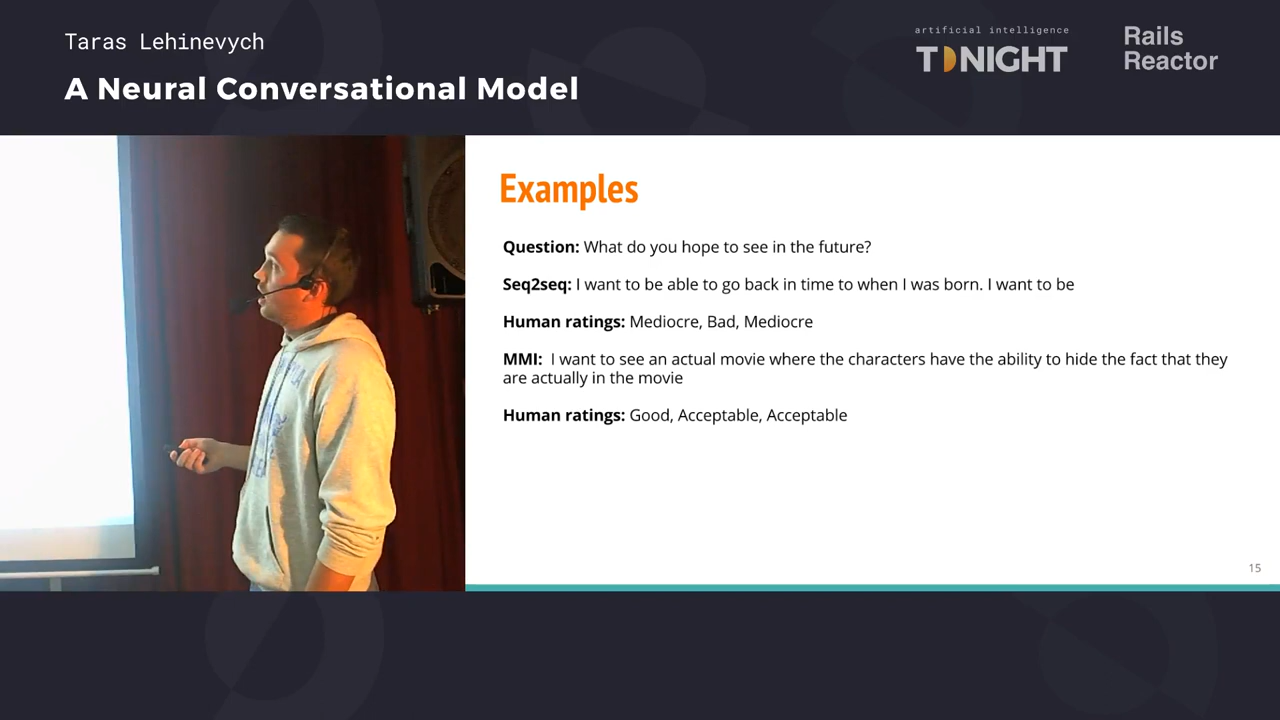 Taras Lehinevych
A Neural Conversational Model
artificial intelligence
TONIGHT
Rails
Reactor
Examples
Question: What do you hope to see in the future?
Seq2seq: I want to be able to go back in time to when I was born. I want to be
Human ratings: Mediocre, Bad, Mediocre
MMI: I want to see an actual movie where the characters have the ability to hide the fact that they
are actually in the movie
Human ratings: Good, Acceptable, Acceptable
15